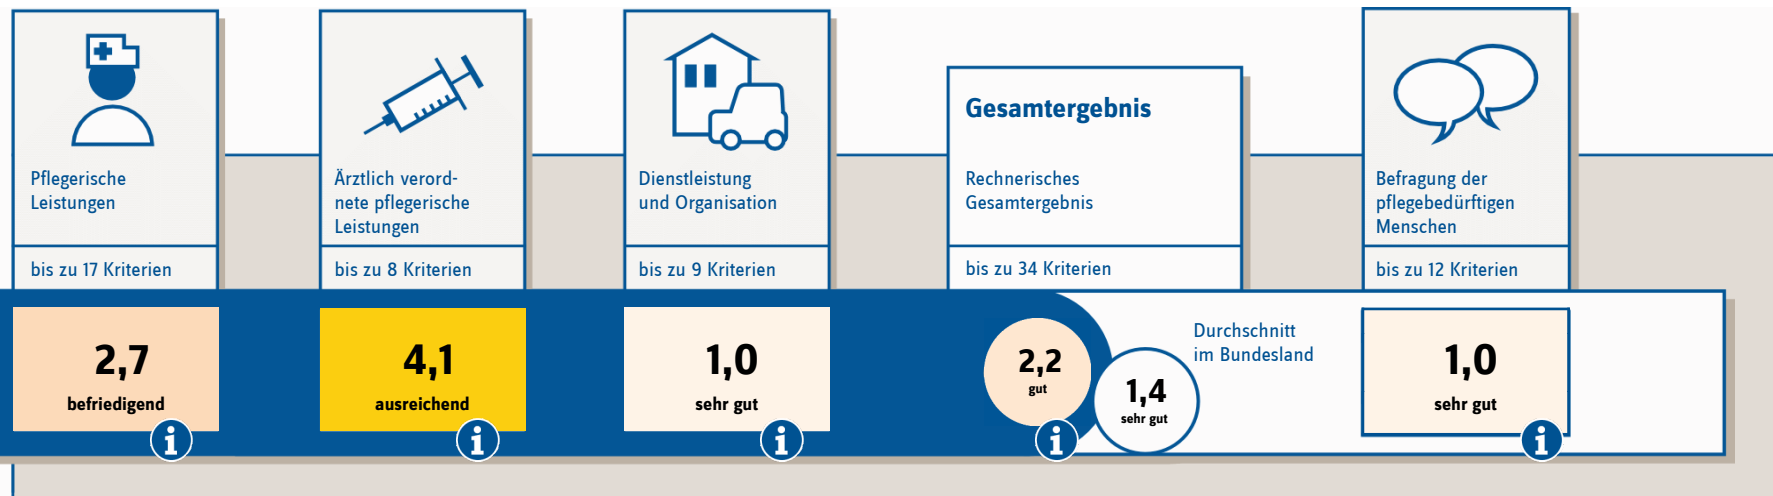 Pflegerische
Leistungen
bis zu 17 Kriterien
2,7
befriedigend
i
Ärztlich verord-
nete pflegerische
Leistungen
bis zu 8 Kriterien
4,1
ausreichend
i
Dienstleistung
und Organisation
bis zu 9 Kriterien
1,0
sehr gut
i
Gesamtergebnis
Rechnerisches
Gesamtergebnis
bis zu 34 Kriterien
2,2
gut
i
1,4
sehr gut
Durchschnitt
im Bundesland
Befragung der
pflegebedürftigen
Menschen
bis zu 12 Kriterien
1,0
sehr gut
i